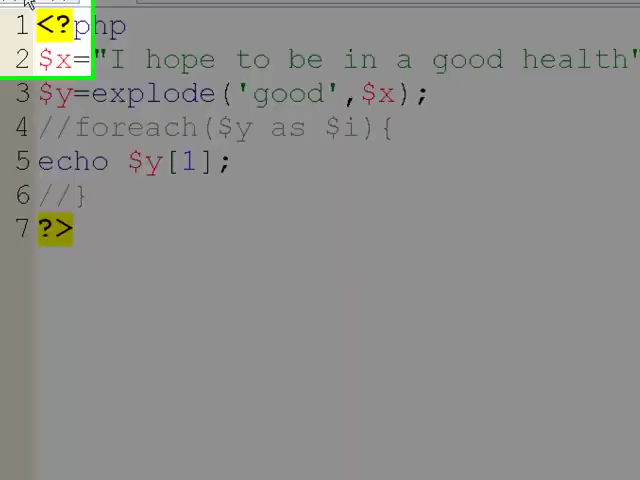 1 <?php
2 $x="I hope to be in a good health"
3 $y=explode('good',$x);
4 //foreach($y as $i){
5 echo $y[1];
6 //}
7 ?>